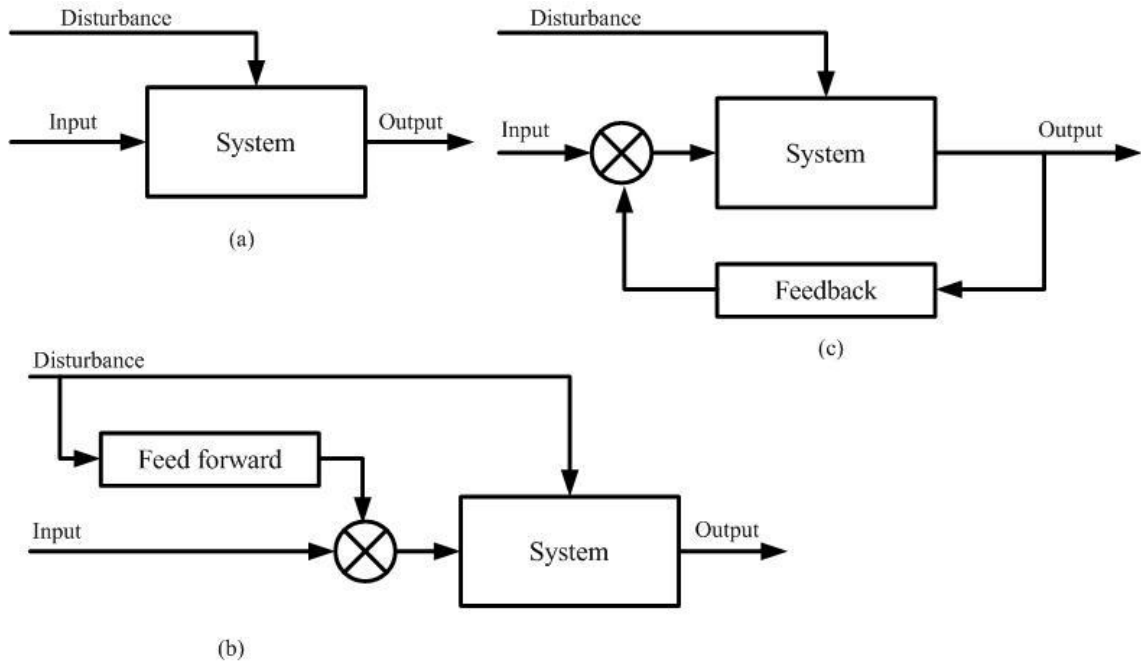 Disturbance
Input
System
Output
(a)
Disturbance
Input
System
Output
Feedback
(c)
Disturbance
Feed forward
Input
System
Output
(b)